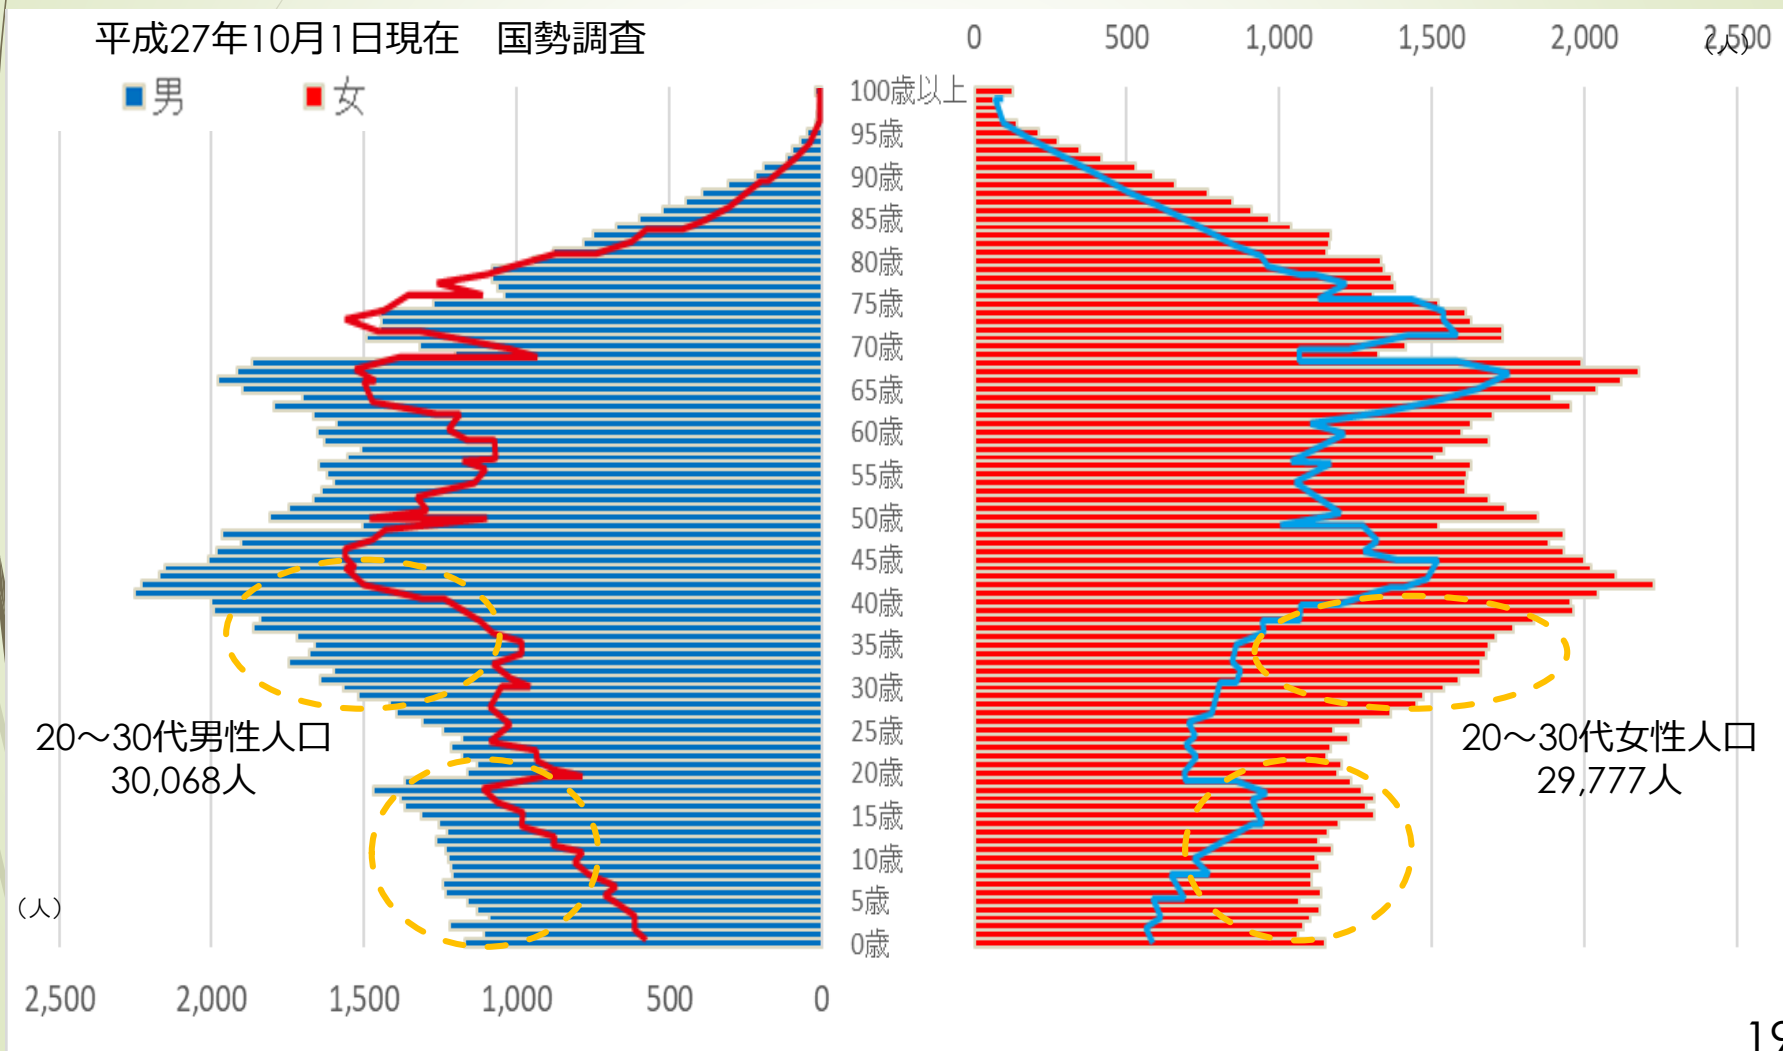 平成27年10月1日現在　国勢調査
男
女
0
500
1,000
1,500
2,000
2,500
（人）
100歳以上
95歳
90歳
85歳
80歳
75歳
70歳
65歳
60歳
55歳
50歳
45歳
40歳
35歳
30歳
25歳
20歳
15歳
10歳
5歳
0歳
20～30代男性人口
30,068人
20～30代女性人口
29,777人
（人）
2,500
2,000
1,500
1,000
500
0
19